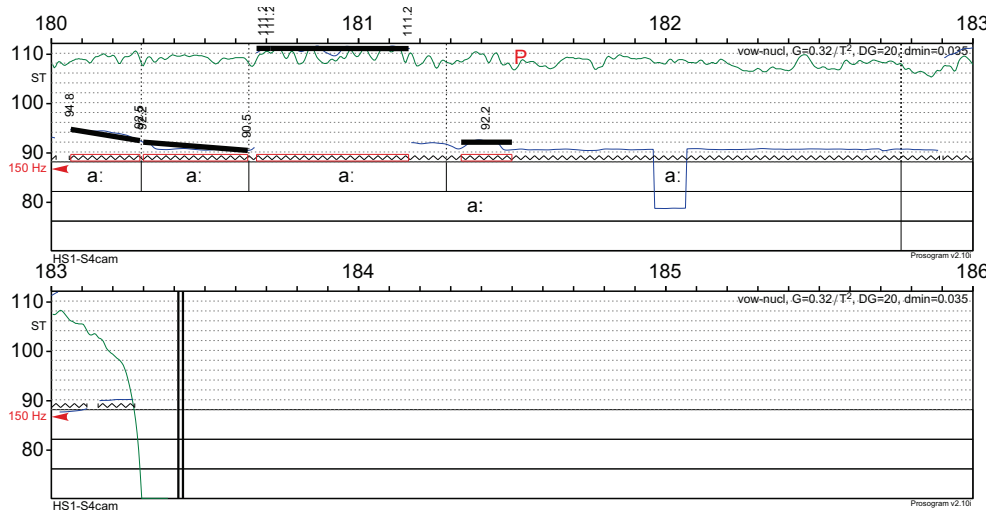 180 181 182 183
111.2
111.2
111.2
vow-nucl, G=0.32/T², DG=20, dmin=0.035
P
110
ST
100
94.8
92.5
92.2
90.5
92.2
90
150 Hz
a: a: a: a:
80
a:
HS1-S4cam
Prosogram v2.10i
183 184 185 186
vow-nucl, G=0.32/T², DG=20, dmin=0.035
110
ST
100
90
150 Hz
80
HS1-S4cam
Prosogram v2.10i